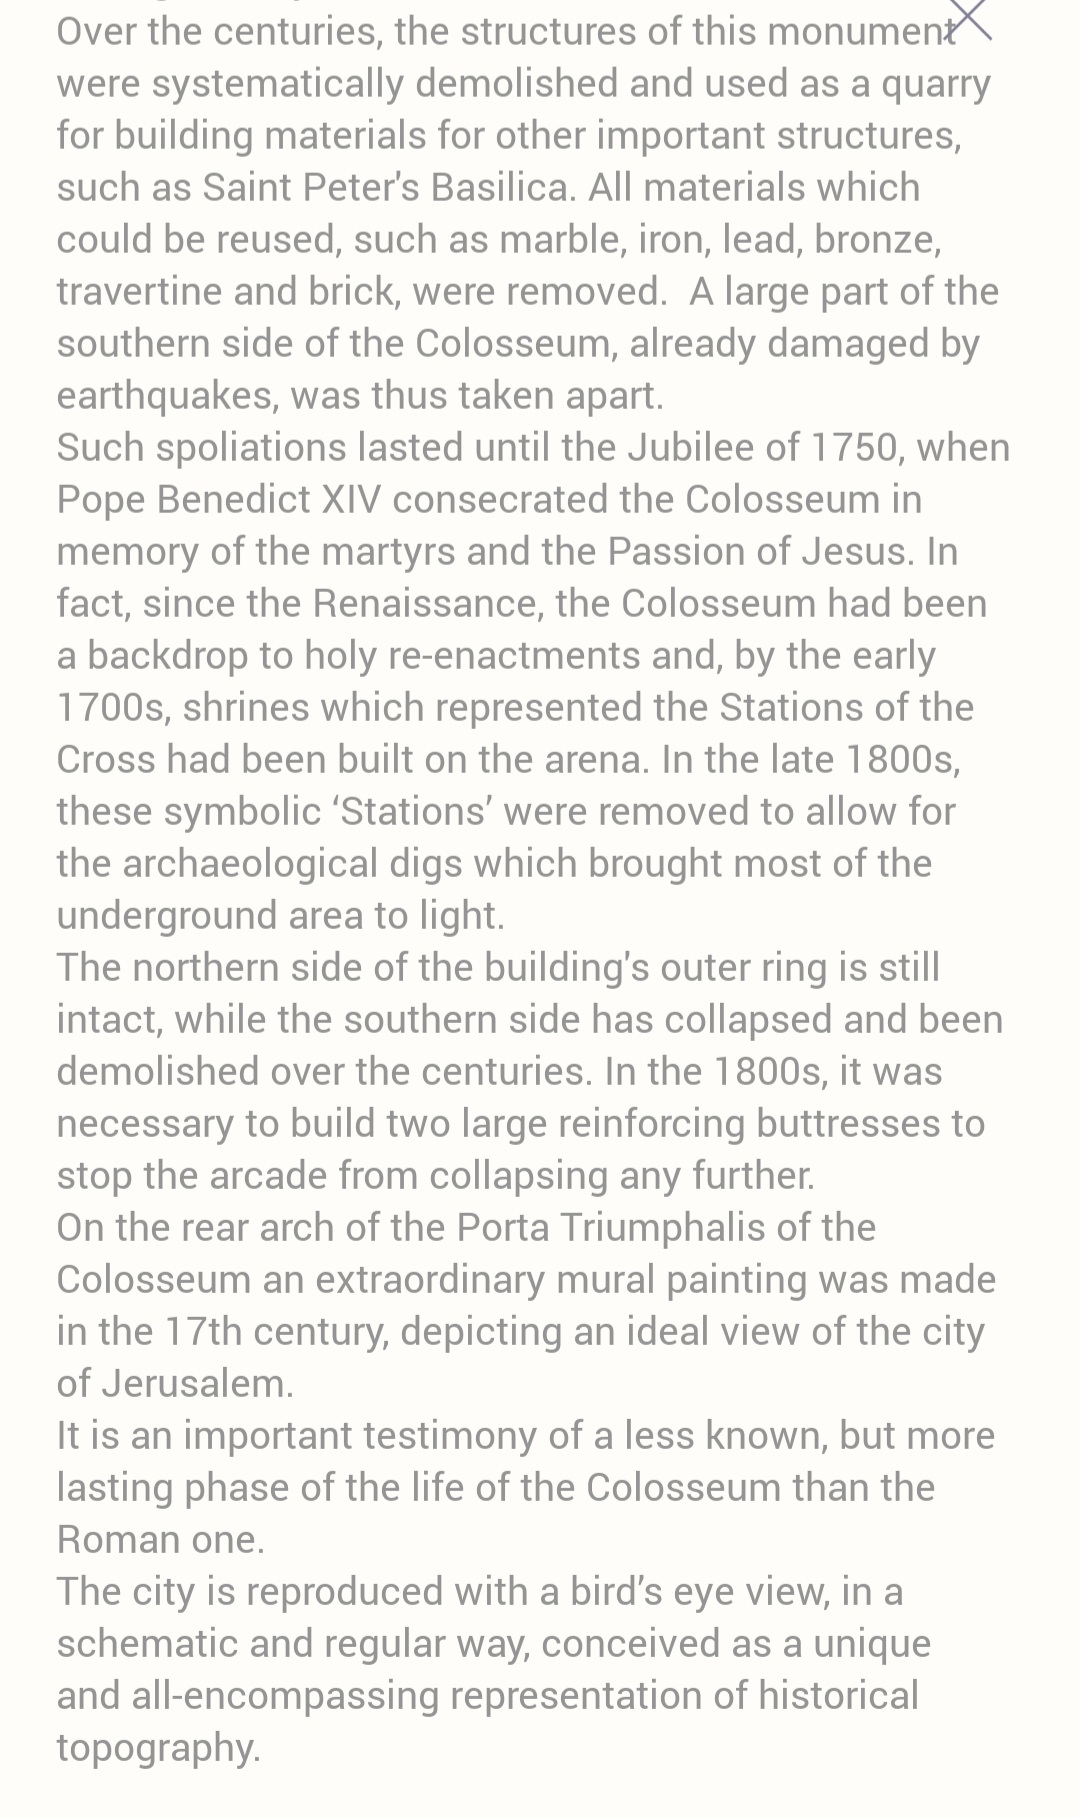 Over the centuries, the structures of this monument
were systematically demolished and used as a quarry
for building materials for other important structures,
such as Saint Peter's Basilica. All materials which
could be reused, such as marble, iron, lead, bronze,
travertine and brick, were removed.  A large part of the
southern side of the Colosseum, already damaged by
earthquakes, was thus taken apart.
Such spoliations lasted until the Jubilee of 1750, when
Pope Benedict XIV consecrated the Colosseum in
memory of the martyrs and the Passion of Jesus. In
fact, since the Renaissance, the Colosseum had been
a backdrop to holy re-enactments and, by the early
1700s, shrines which represented the Stations of the
Cross had been built on the arena. In the late 1800s,
these symbolic ‘Stations’ were removed to allow for
the archaeological digs which brought most of the
underground area to light.
The northern side of the building's outer ring is still
intact, while the southern side has collapsed and been
demolished over the centuries. In the 1800s, it was
necessary to build two large reinforcing buttresses to
stop the arcade from collapsing any further.
On the rear arch of the Porta Triumphalis of the
Colosseum an extraordinary mural painting was made
in the 17th century, depicting an ideal view of the city
of Jerusalem.
It is an important testimony of a less known, but more
lasting phase of the life of the Colosseum than the
Roman one.
The city is reproduced with a bird’s eye view, in a
schematic and regular way, conceived as a unique
and all-encompassing representation of historical
topography.